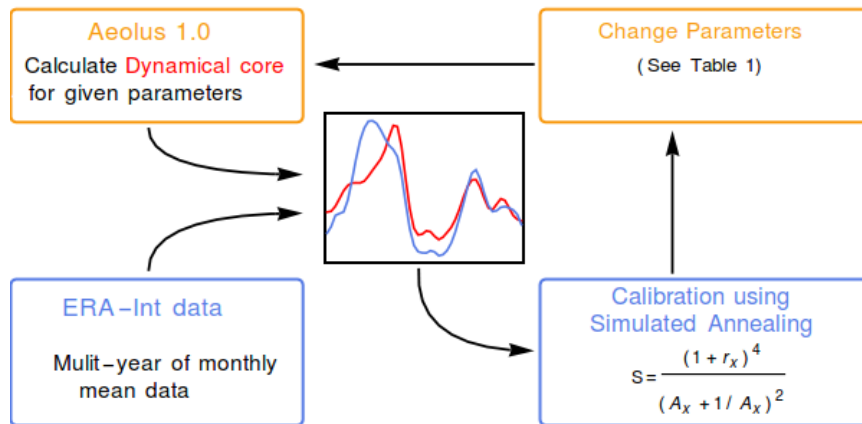 Aeolus 1.0
Calculate Dynamical core
for given parameters
Change Parameters
(See Table 1)
ERA-Int data
Mulit-year of monthly
mean data
Calibration using
Simulated Annealing
S = (1 + r_x)^4 / (A_x + 1 / A_x)^2